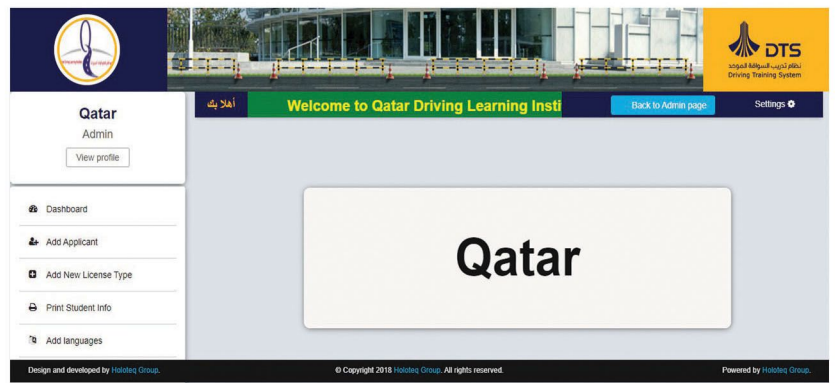 DTS
نظام تدريب السواقة الموحد
Driving Training System
أهلا بك
Welcome to Qatar Driving Learning Insti
Back to Admin page
Settings
Qatar
Admin
View profile
Dashboard
Add Applicant
Add New License Type
Print Student Info
Add languages
Qatar
Design and developed by Holoteq Group.
© Copyright 2018 Holoteq Group. All rights reserved.
Powered by Holoteq Group.